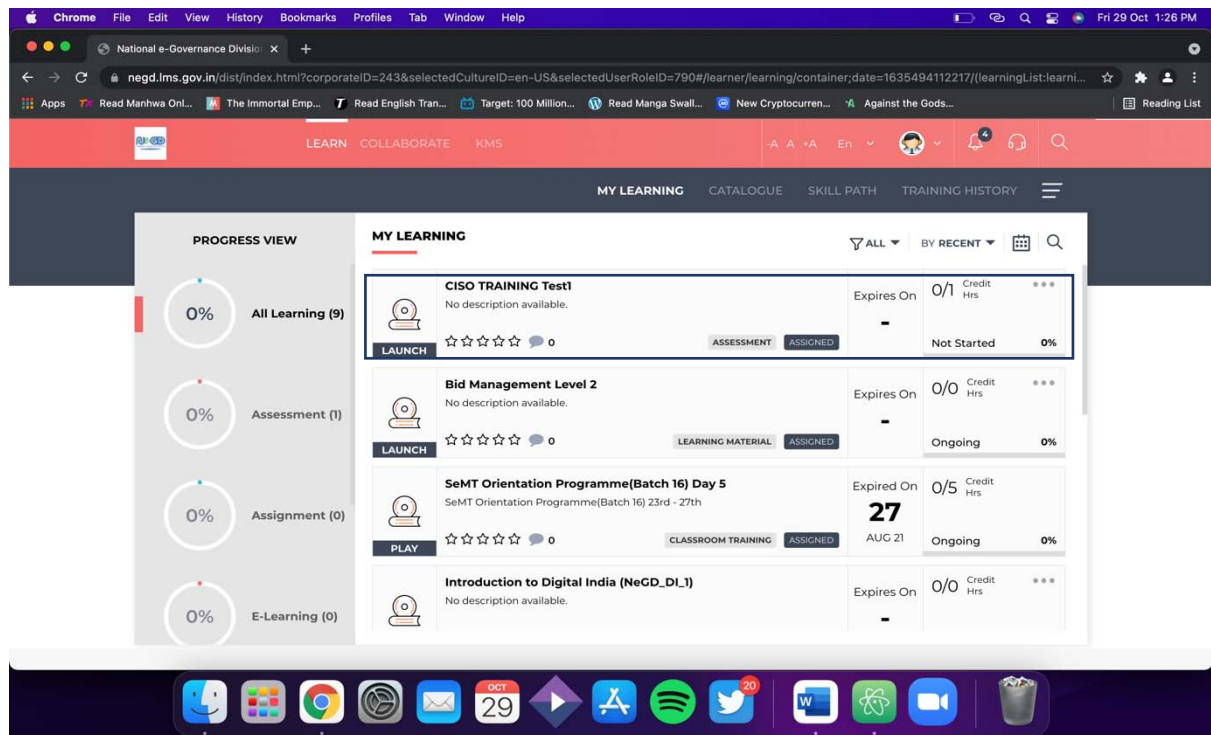 Chrome File Edit View History Bookmarks Profiles Tab Window Help Fri 29 Oct 1:26 PM
National e-Governance Divisio
negd.lms.gov.in/dist/index.html?corporateID=243&selectedCultureID=en-US&selectedUserRoleID=790#/learner/learning/container;date=1635494112217/(learningList:learni...
Apps Read Manhwa Onl... The Immortal Emp... Read English Tran... Target: 100 Million... Read Manga Swall... New Cryptocurren... Against the Gods... Reading List
LEARN COLLABORATE KMS -A A +A En 4
MY LEARNING CATALOGUE SKILL PATH TRAINING HISTORY
PROGRESS VIEW
0% All Learning (9)
0% Assessment (1)
0% Assignment (0)
0% E-Learning (0)
MY LEARNING ALL BY RECENT
CISO TRAINING Test1
No description available.
LAUNCH 0 ASSESSMENT ASSIGNED
Expires On
-
0/1 Credit Hrs
Not Started 0%
Bid Management Level 2
No description available.
LAUNCH 0 LEARNING MATERIAL ASSIGNED
Expires On
-
0/0 Credit Hrs
Ongoing 0%
SeMT Orientation Programme(Batch 16) Day 5
SeMT Orientation Programme(Batch 16) 23rd - 27th
PLAY 0 CLASSROOM TRAINING ASSIGNED
Expired On
27
AUG 21
0/5 Credit Hrs
Ongoing 0%
Introduction to Digital India (NeGD_DI_1)
No description available.
Expires On
-
0/0 Credit Hrs
OCT
29
20
W